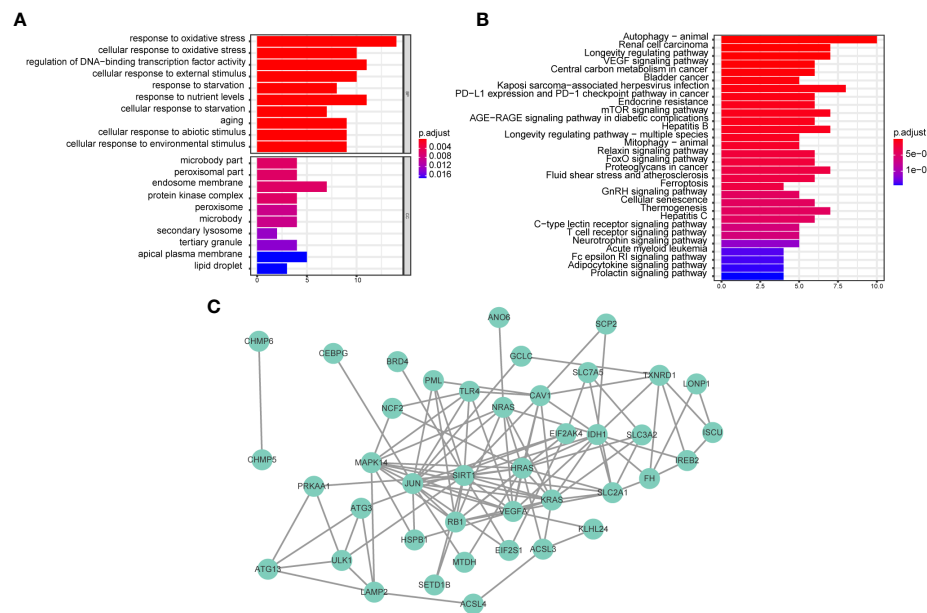 A
response to oxidative stress
cellular response to oxidative stress
regulation of DNA-binding transcription factor activity
cellular response to external stimulus
response to starvation
response to nutrient levels
cellular response to starvation
aging
cellular response to abiotic stimulus
cellular response to environmental stimulus
microbody part
peroxisomal part
endosome membrane
protein kinase complex
peroxisome
microbody
secondary lysosome
tertiary granule
apical plasma membrane
lipid droplet
0
5
10
p.adjust
0.004
0.008
0.012
0.016
B
Autophagy − animal
Renal cell carcinoma
Longevity regulating pathway
VEGF signaling pathway
Central carbon metabolism in cancer
Bladder cancer
Kaposi sarcoma−associated herpesvirus infection
PD−L1 expression and PD−1 checkpoint pathway in cancer
Endocrine resistance
mTOR signaling pathway
AGE−RAGE signaling pathway in diabetic complications
Hepatitis B
Longevity regulating pathway − multiple species
Mitophagy − animal
Relaxin signaling pathway
FoxO signaling pathway
Proteoglycans in cancer
Fluid shear stress and atherosclerosis
Ferroptosis
GnRH signaling pathway
Cellular senescence
Thermogenesis
Hepatitis C
C−type lectin receptor signaling pathway
T cell receptor signaling pathway
Neurotrophin signaling pathway
Acute myeloid leukemia
Fc epsilon RI signaling pathway
Adipocytokine signaling pathway
Prolactin signaling pathway
0.0
2.5
5.0
7.5
10.0
p.adjust
5e−0
1e−0
C
ANO6
SCP2
CHMP6
CEBPG
BRD4
GCLC
PML
TLR4
SLC7A5
TXNRD1
LONP1
NCF2
NRAS
CAV1
EIF2AK4
IDH1
SLC3A2
ISCU
CHMP5
MAPK14
SIRT1
HRAS
IREB2
PRKAA1
JUN
KRAS
SLC2A1
FH
ATG3
RB1
VEGFA
HSPB1
KLHL24
ATG13
ULK1
MTDH
EIF2S1
ACSL3
LAMP2
SETD1B
ACSL4